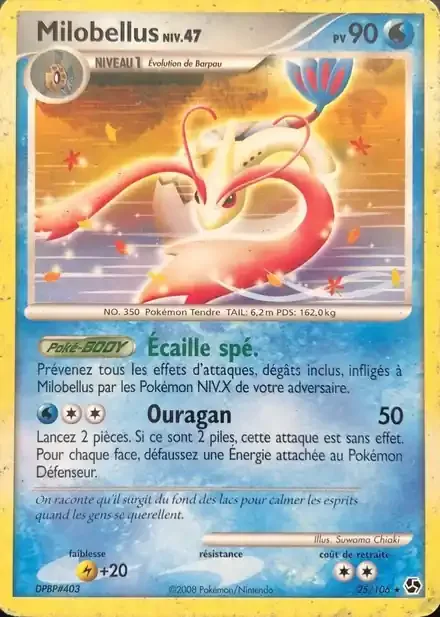 Milobellus NIV.47 PV 90
NIVEAU 1 Évolution de Barpau
NO. 350 Pokémon Tendre TAIL: 6,2m PDS: 162,0kg
Poké-BODY Écaille spé.
Prévenez tous les effets d'attaques, dégâts inclus, infligés à
Milobellus par les Pokémon NIV.X de votre adversaire.
Ouragan 50
Lancez 2 pièces. Si ce sont 2 piles, cette attaque est sans effet.
Pour chaque face, défaussez une Énergie attachée au Pokémon
Défenseur.
On raconte qu'il surgit du fond des lacs pour calmer les esprits
quand les gens se querellent.
Illus. Suwama Chiaki
faiblesse résistance coût de retraite
+20
DPBP#403 ©2008 Pokémon/Nintendo 25/106